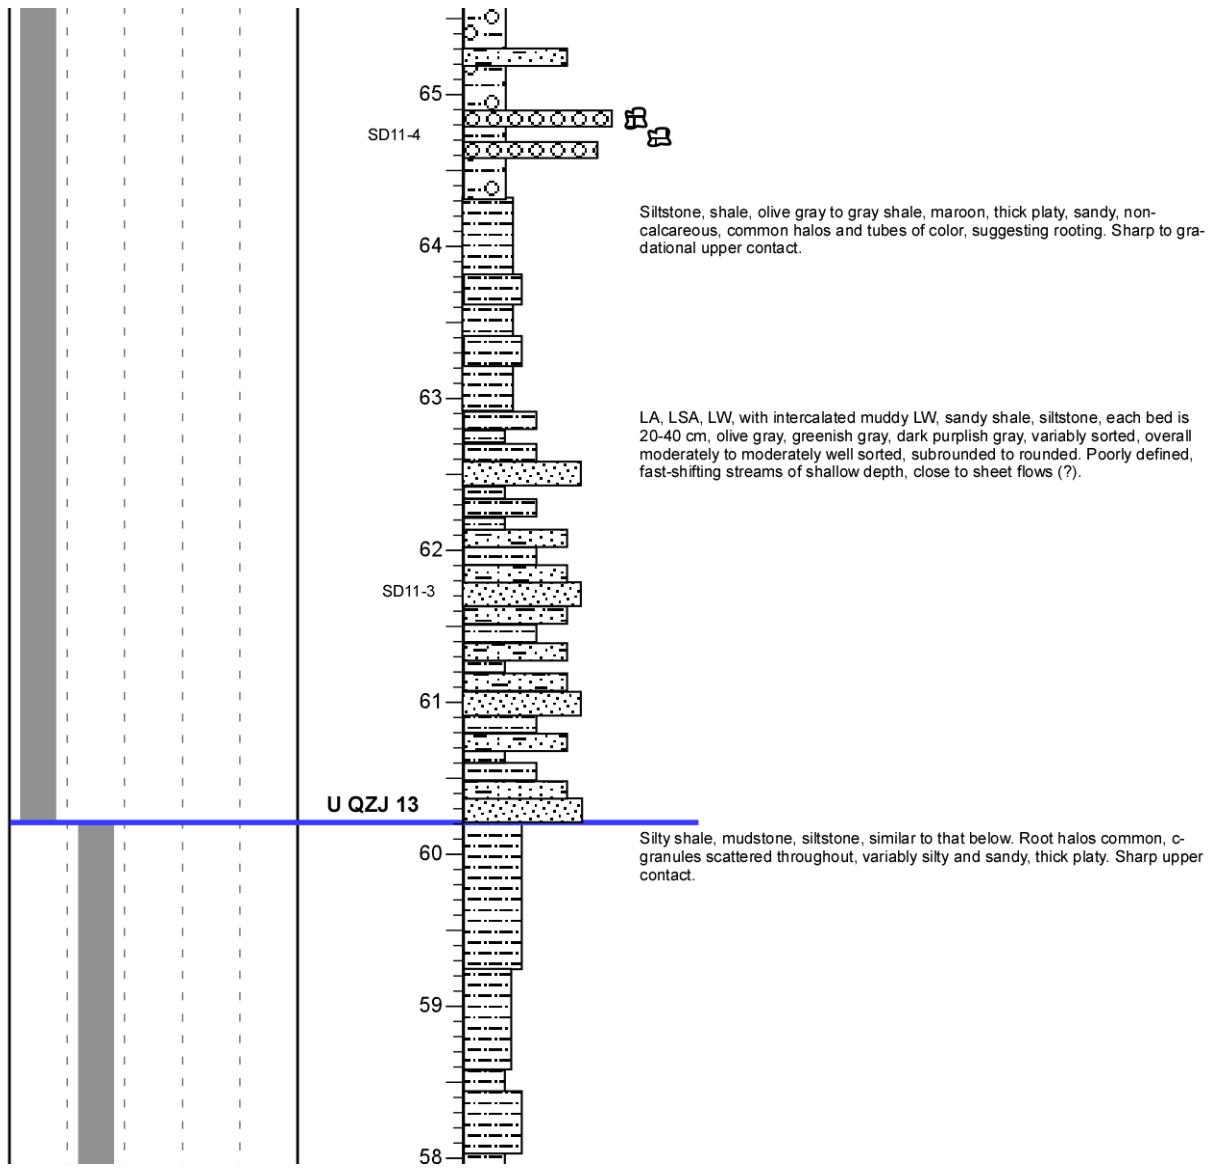 65
SD11-4
Siltstone, shale, olive gray to gray shale, maroon, thick platy, sandy, non-
calcareous, common halos and tubes of color, suggesting rooting. Sharp to gra-
dational upper contact.
64
63
LA, LSA, LW, with intercalated muddy LW, sandy shale, siltstone, each bed is
20-40 cm, olive gray, greenish gray, dark purplish gray, variably sorted, overall
moderately to moderately well sorted, subrounded to rounded. Poorly defined,
fast-shifting streams of shallow depth, close to sheet flows (?).
62
SD11-3
61
U QZJ 13
Silty shale, mudstone, siltstone, similar to that below. Root halos common, c-
granules scattered throughout, variably silty and sandy, thick platy. Sharp upper
contact.
60
59
58